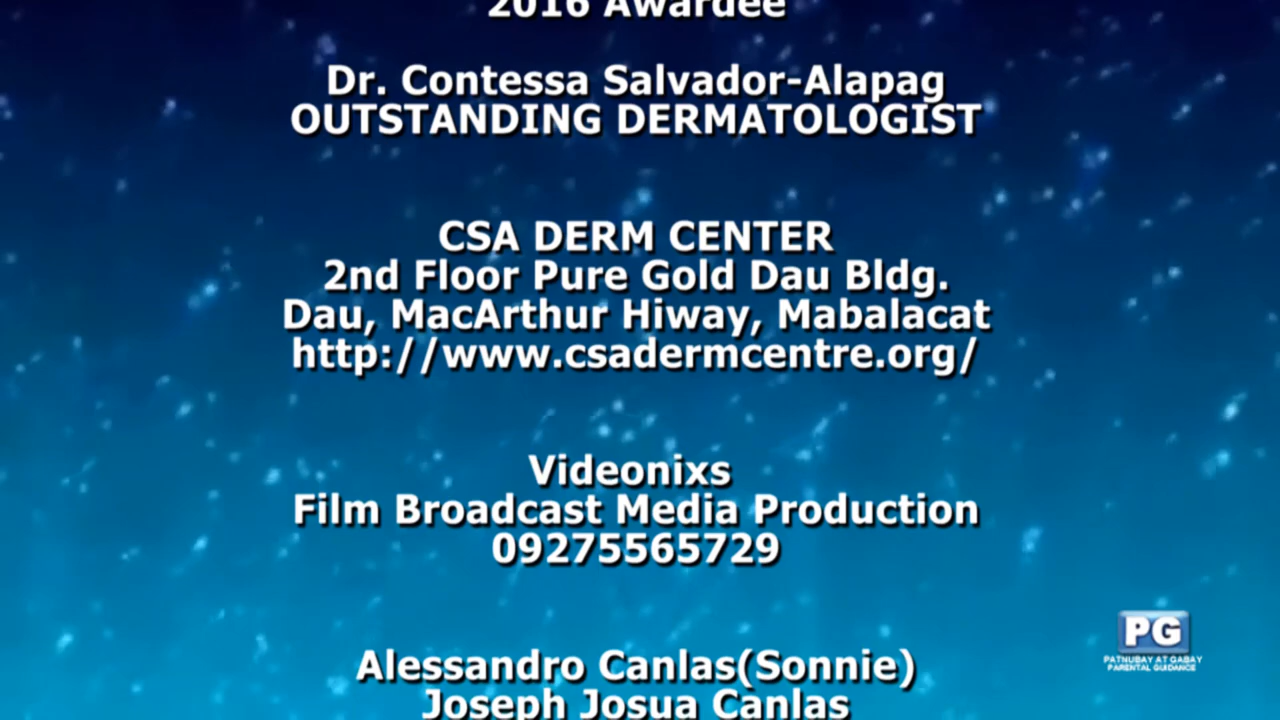 2016 Awardee
Dr. Contessa Salvador-Alapag
OUTSTANDING DERMATOLOGIST
CSA DERM CENTER
2nd Floor Pure Gold Dau Bldg.
Dau, MacArthur Hiway, Mabalacat
http://www.csadermcentre.org/
Videonixs
Film Broadcast Media Production
09275565729
Alessandro Canlas(Sonnie)
Joseph Josua Canlas
PG
PATNUBAY AT GABAY
PARENTAL GUIDANCE